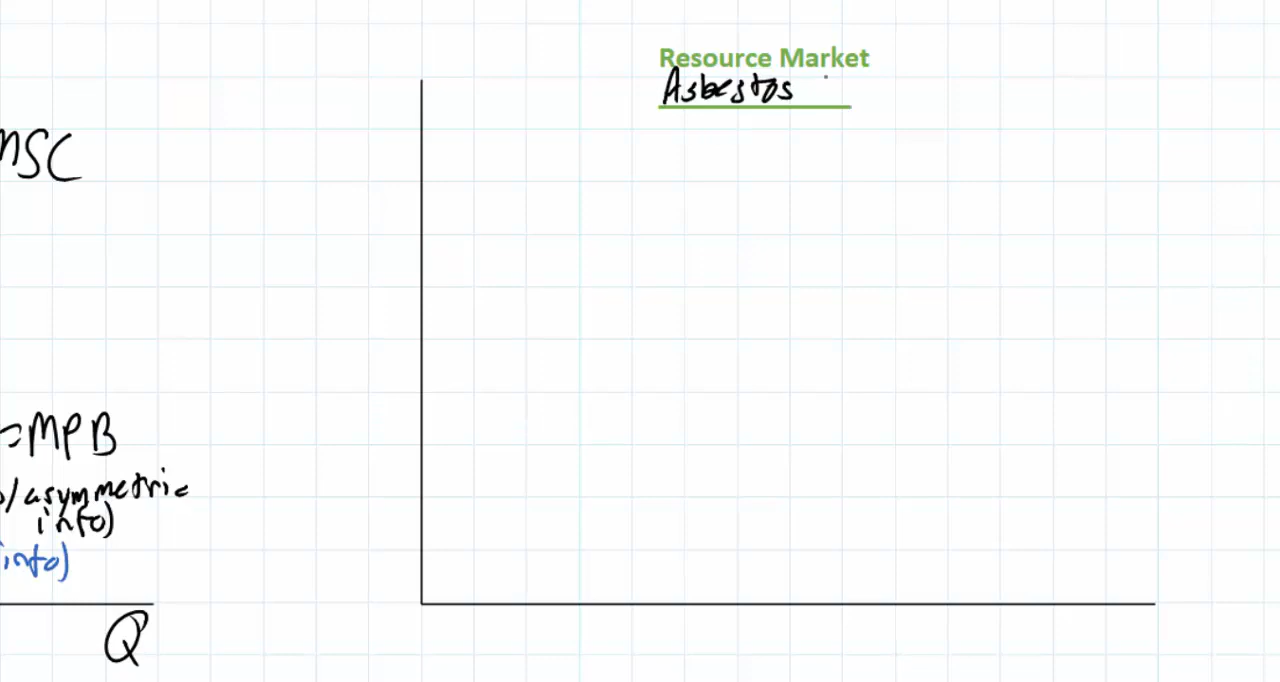 Resource Market
Asbestos
MSC
=MPB
w/asymmetric
info)
info)
Q